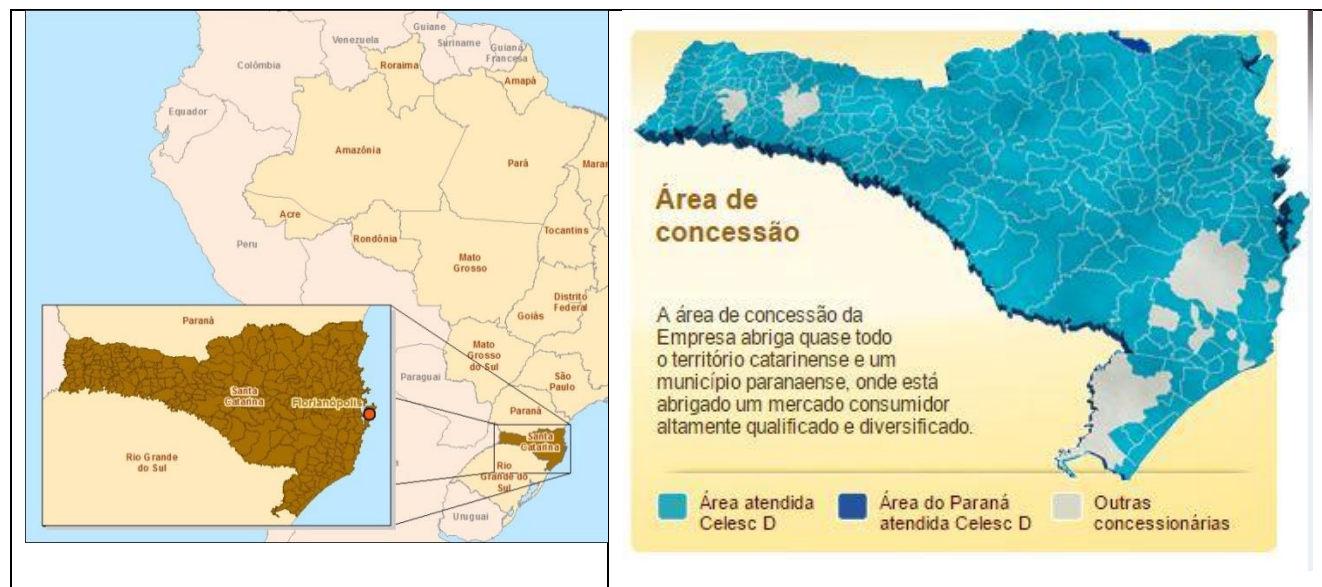 Guiane
Venezuela
Suriname
Guiana
Francesa
Colômbia
Roraima
Amapá
Equador
Amazônia
Pará
Maran
Acre
Rondônia
Tocantins
Peru
Mato
Grosso
Distrito
Federal
Goiás
Mato
Grosso
do Sul
Paraguai
São
Paulo
Paraná
Santa
Catarina
Rio
Grande do
Sul
Uruguai
Paraná
Santa
Catarina
Florianópolis
Rio Grande
do Sul
Área de
concessão
A área de concessão da
Empresa abriga quase todo
o território catarinense e um
município paranaense, onde está
abrigado um mercado consumidor
altamente qualificado e diversificado.
Área atendida
Celesc D
Área do Paraná
atendida Celesc D
Outras
concessionárias